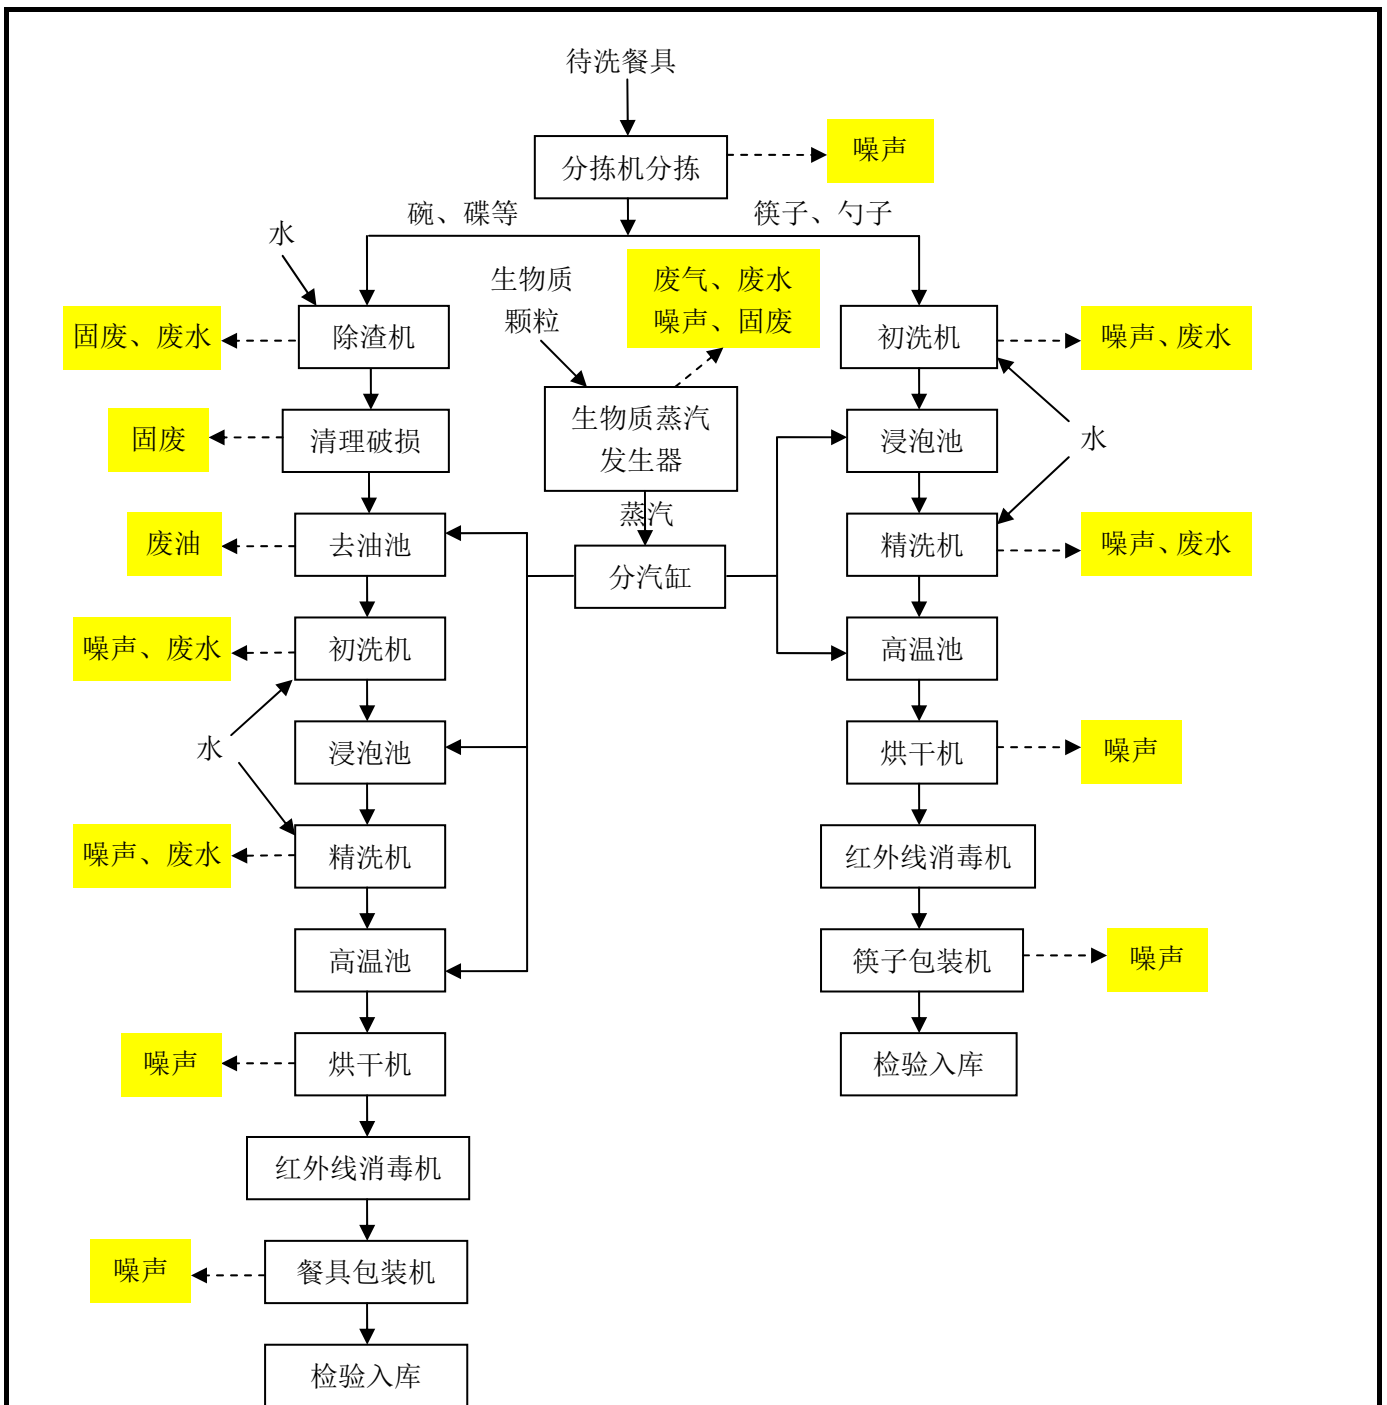 待洗餐具
分拣机分拣
噪声
碗、碟等
筷子、勺子
水
生物质
颗粒
废气、废水
噪声、固废
固废、废水
除渣机
初洗机
噪声、废水
固废
清理破损
生物质蒸汽
发生器
浸泡池
水
蒸汽
废油
去油池
分汽缸
精洗机
噪声、废水
噪声、废水
初洗机
高温池
水
浸泡池
烘干机
噪声
噪声、废水
精洗机
红外线消毒机
高温池
筷子包装机
噪声
噪声
烘干机
检验入库
红外线消毒机
噪声
餐具包装机
检验入库